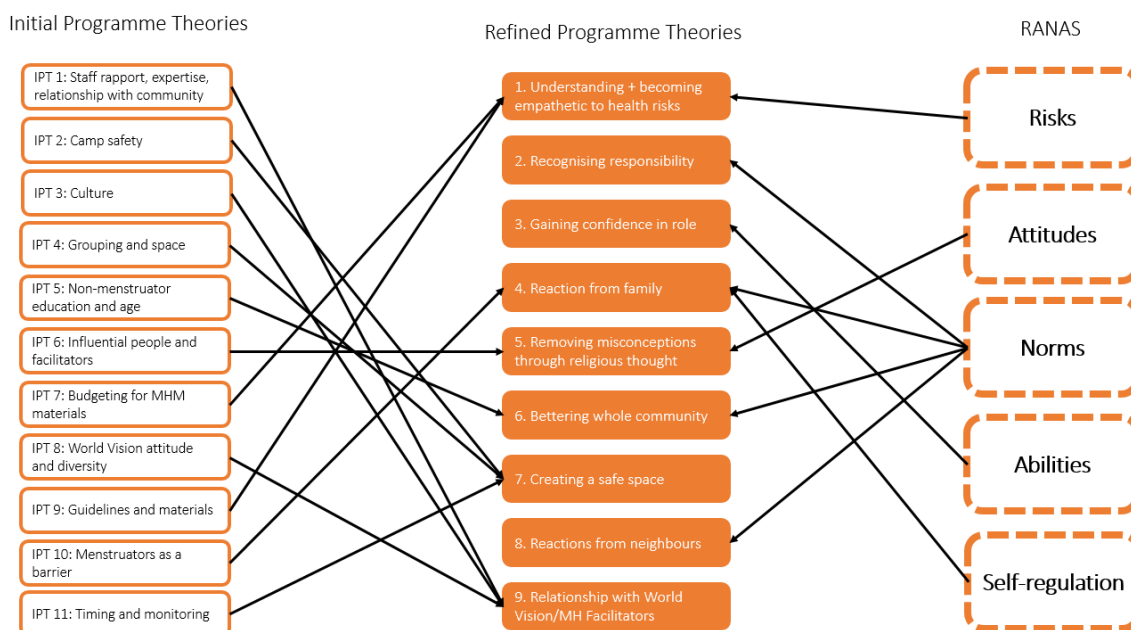 Initial Programme Theories
IPT 1: Staff rapport, expertise,
relationship with community
IPT 2: Camp safety
IPT 3: Culture
IPT 4: Grouping and space
IPT 5: Non-menstruator
education and age
IPT 6: Influential people and
facilitators
IPT 7: Budgeting for MHM
materials
IPT 8: World Vision attitude
and diversity
IPT 9: Guidelines and materials
IPT 10: Menstruators as a
barrier
IPT 11: Timing and monitoring
Refined Programme Theories
1. Understanding + becoming
empathetic to health risks
2. Recognising responsibility
3. Gaining confidence in role
4. Reaction from family
5. Removing misconceptions
through religious thought
6. Bettering whole community
7. Creating a safe space
8. Reactions from neighbours
9. Relationship with World
Vision/MH Facilitators
RANAS
Risks
Attitudes
Norms
Abilities
Self-regulation